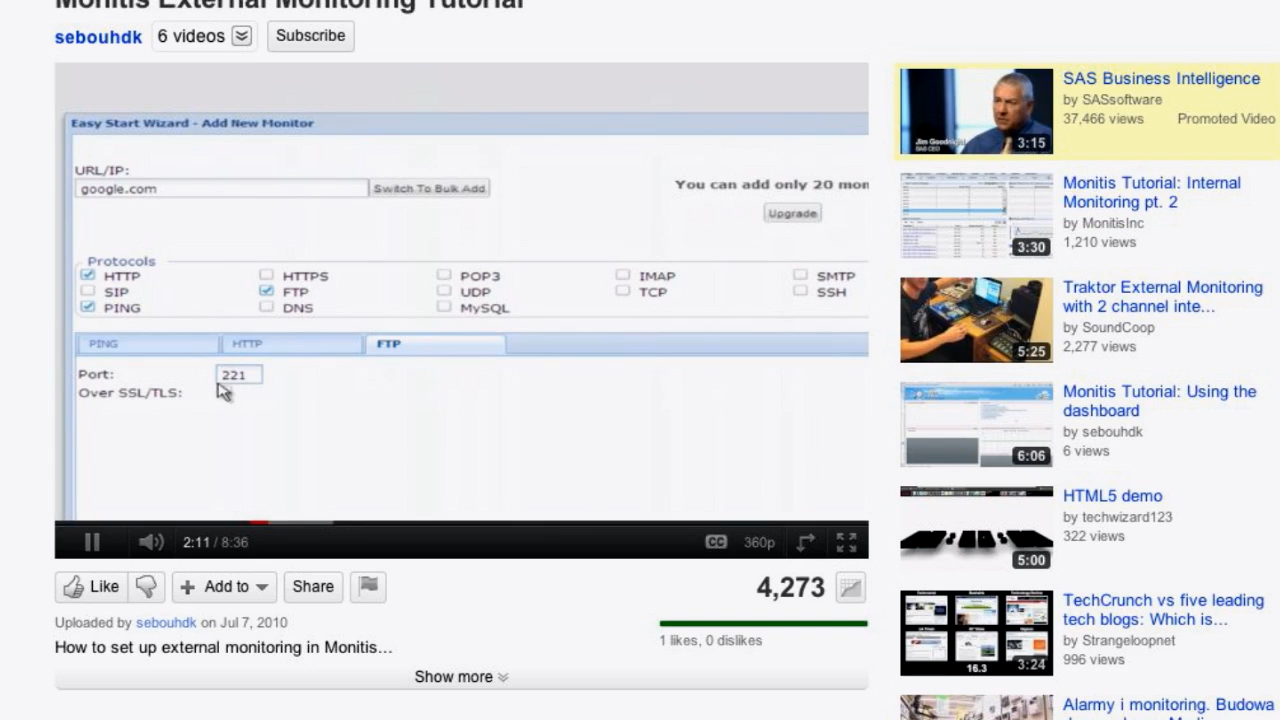 Monitis External Monitoring Tutorial
sebouhdk 6 videos Subscribe
Easy Start Wizard - Add New Monitor
URL/IP:
google.com Switch To Bulk Add
You can add only 20 mon
Upgrade
Protocols
HTTP HTTPS POP3 IMAP SMTP
SIP FTP UDP TCP SSH
PING DNS MySQL
PING HTTP FTP
Port: 221
Over SSL/TLS:
2:11 / 8:36 CC 360p
Like Add to Share 4,273
Uploaded by sebouhdk on Jul 7, 2010
1 likes, 0 dislikes
How to set up external monitoring in Monitis...
Show more
SAS Business Intelligence
by SASsoftware
37,466 views Promoted Video
SAS CEO
3:15
Monitis Tutorial: Internal
Monitoring pt. 2
by MonitisInc
1,210 views
3:30
Traktor External Monitoring
with 2 channel inte...
by SoundCoop
2,277 views
5:25
Monitis Tutorial: Using the
dashboard
by sebouhdk
6 views
6:06
HTML5 demo
by techwizard123
322 views
5:00
TechCrunch vs five leading
tech blogs: Which is...
by Strangeloopnet
996 views
16.3
3:24
Alarmy i monitoring. Budowa